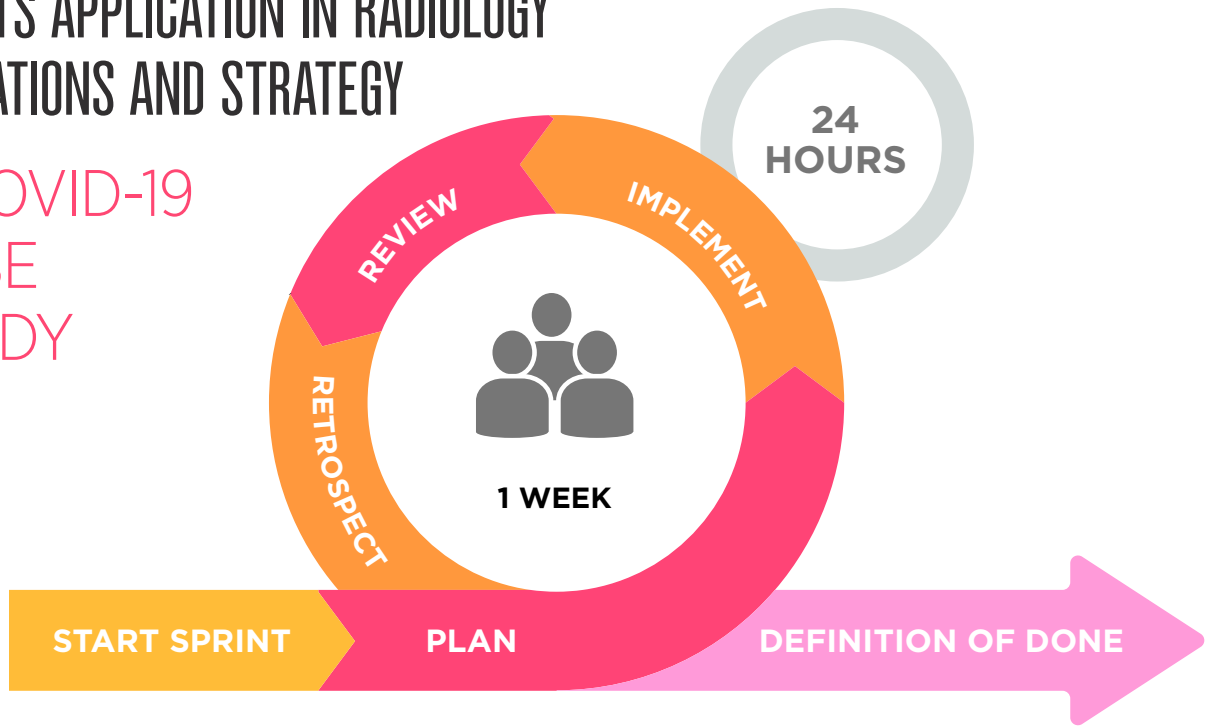 TS APPLICATION IN RADIOLOGY
ATIONS AND STRATEGY
OVID-19
SE
DY
24
HOURS
REVIEW
IMPLEMENT
RETROSPECT
1 WEEK
START SPRINT
PLAN
DEFINITION OF DONE